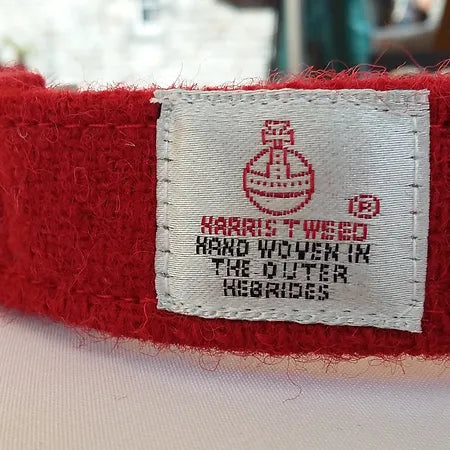 ®
HARRIS TWEED
HAND WOVEN IN
THE OUTER
HEBRIDES